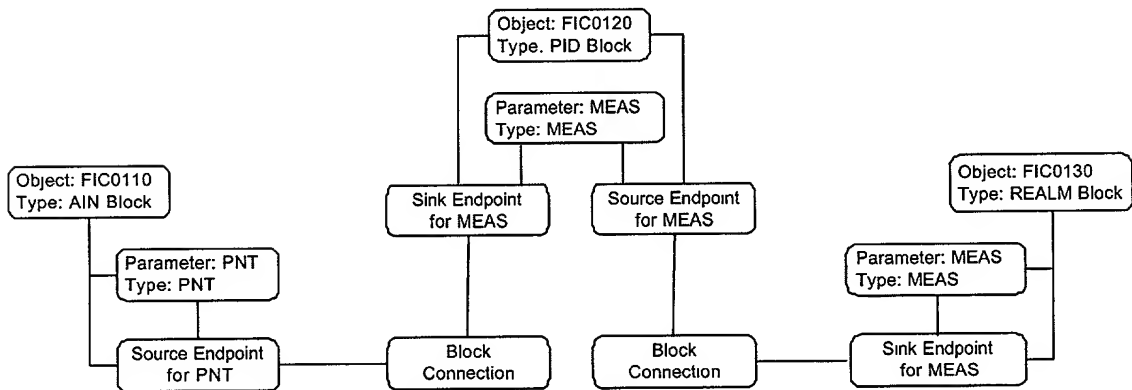 Object: FIC0120
Type. PID Block
Parameter: MEAS
Type: MEAS
Object: FIC0110
Type: AIN Block
Sink Endpoint
for MEAS
Source Endpoint
for MEAS
Object: FIC0130
Type: REALM Block
Parameter: PNT
Type: PNT
Parameter: MEAS
Type: MEAS
Source Endpoint
for PNT
Block
Connection
Block
Connection
Sink Endpoint
for MEAS